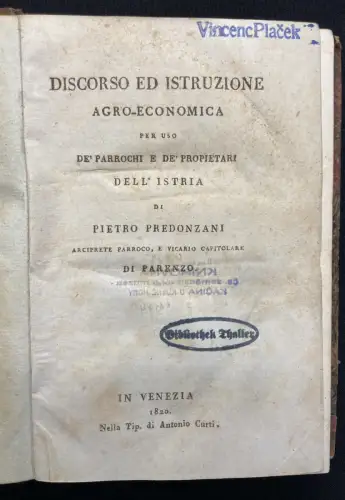 VincencPlaček
DISCORSO ED ISTRUZIONE
AGRO-ECONOMICA
PER USO
DE' PARROCHI E DE' PROPIETARI
DELL' ISTRIA
DI
PIETRO PREDONZANI
ARCIPRETE PARROCO, E VICARIO CAPITOLARE
DI PARENZO.
Bibliothek Thaller
IN VENEZIA
1820.
Nella Tip. di Antonio Curti.